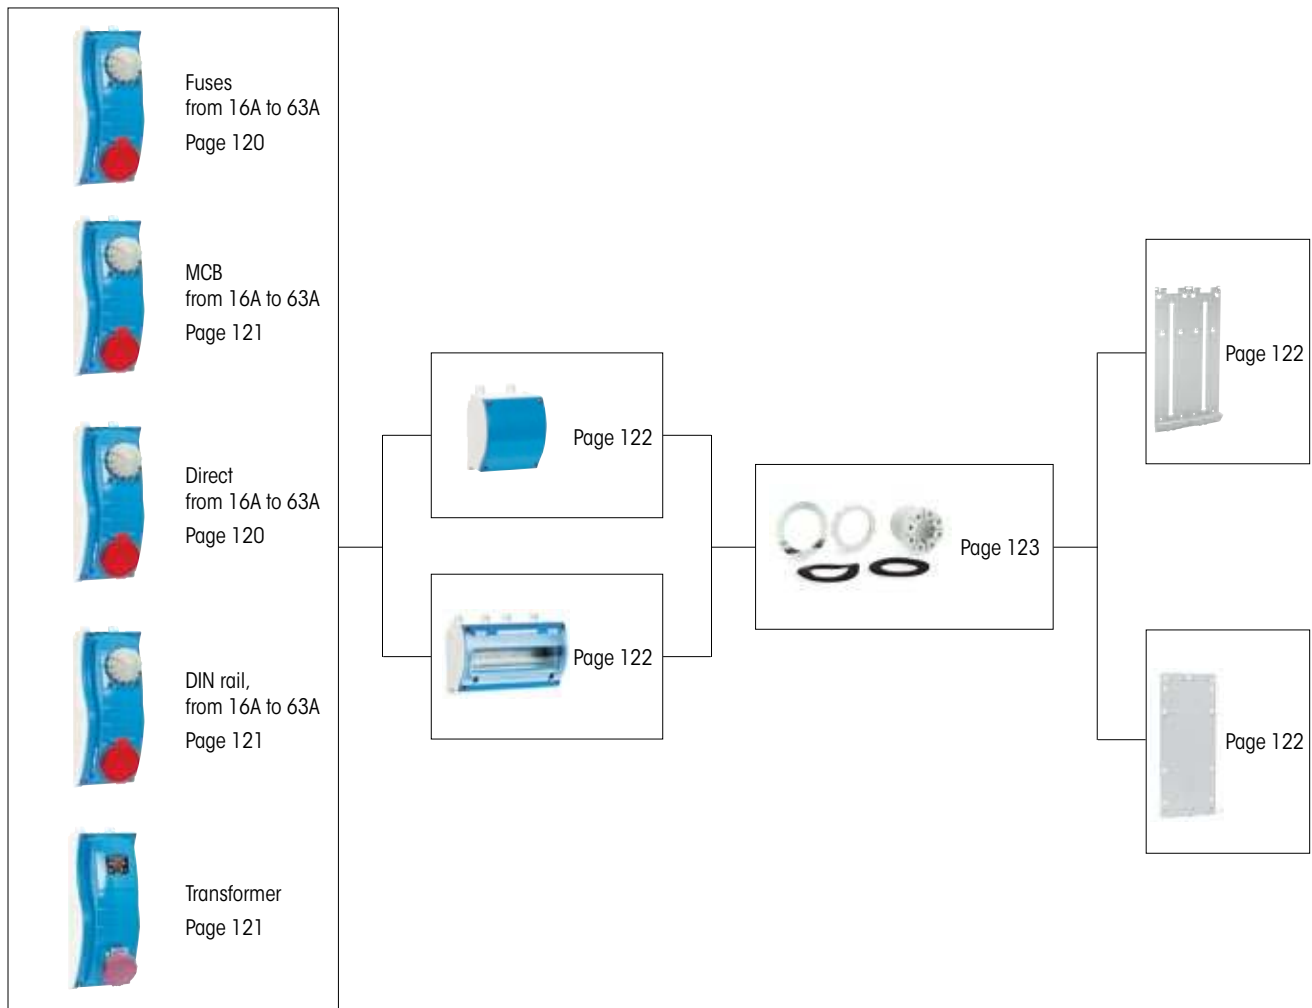 Fuses
from 16A to 63A
Page 120
MCB
from 16A to 63A
Page 121
Direct
from 16A to 63A
Page 120
DIN rail,
from 16A to 63A
Page 121
Transformer
Page 121
Page 122
Page 122
Page 123
Page 122
Page 122